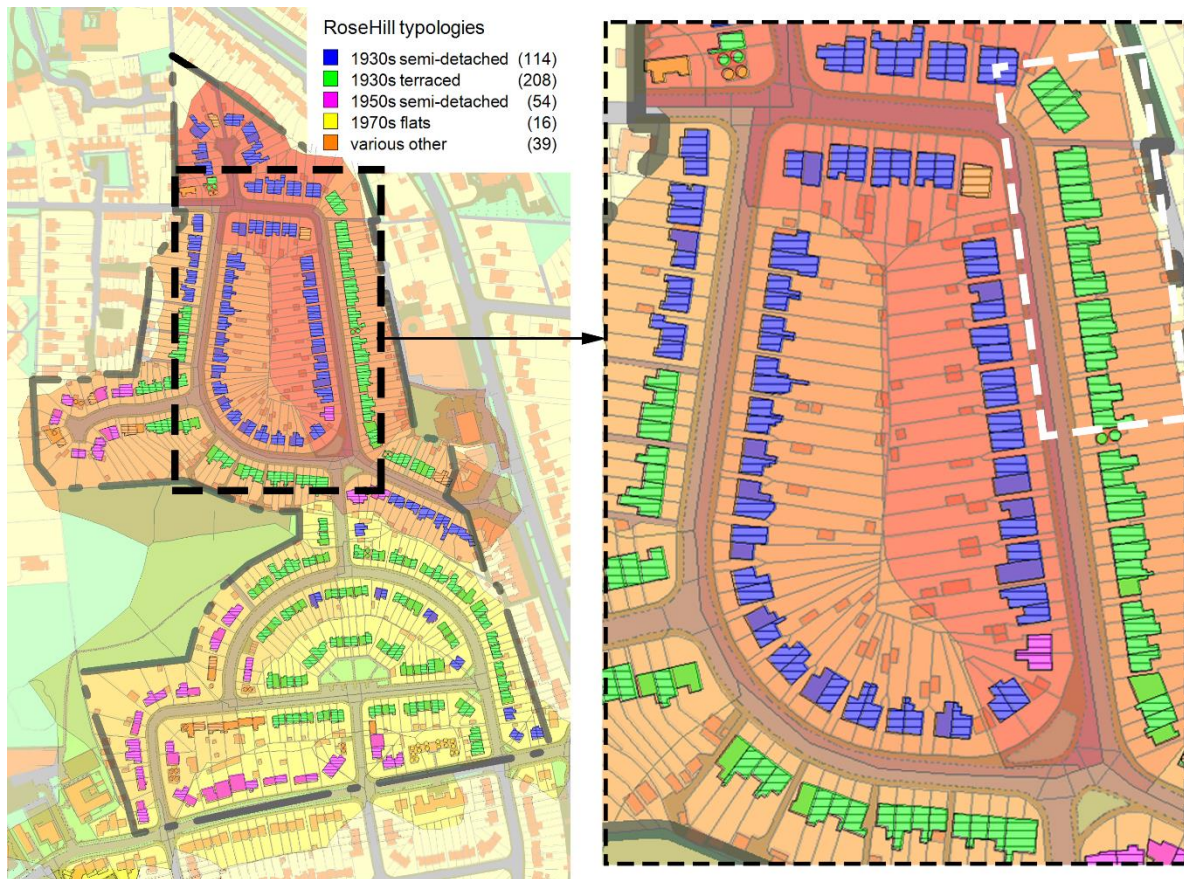 RoseHill typologies
1930s semi-detached (114)
1930s terraced (208)
1950s semi-detached (54)
1970s flats (16)
various other (39)